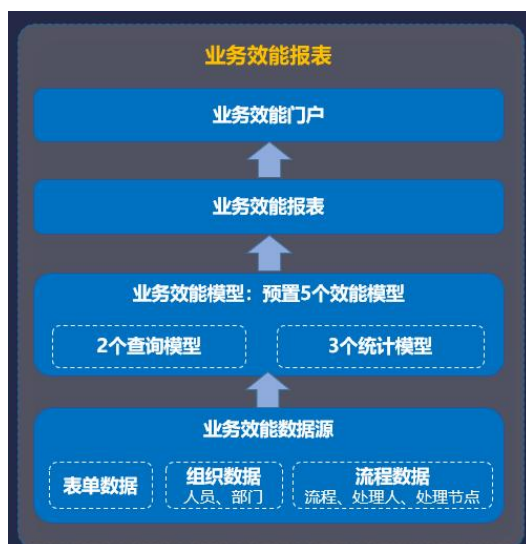 业务效能报表
业务效能门户
业务效能报表
业务效能模型：预置5个效能模型
2个查询模型
3个统计模型
业务效能数据源
表单数据
组织数据
人员、部门
流程数据
流程、处理人、处理节点